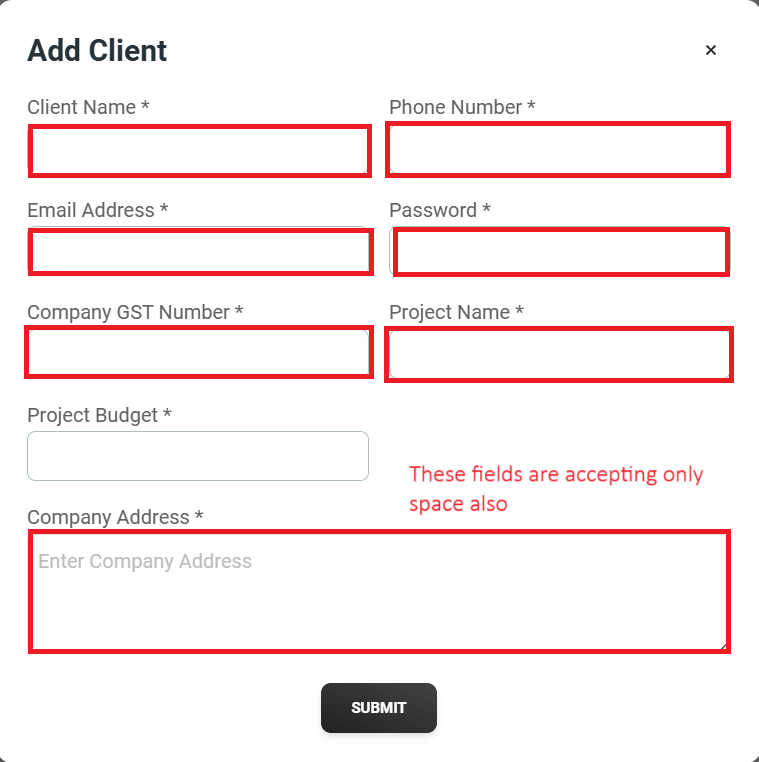 Add Client ×
Client Name * Phone Number *
Email Address * Password *
Company GST Number * Project Name *
Project Budget *
These fields are accepting only
space also
Company Address *
Enter Company Address
SUBMIT